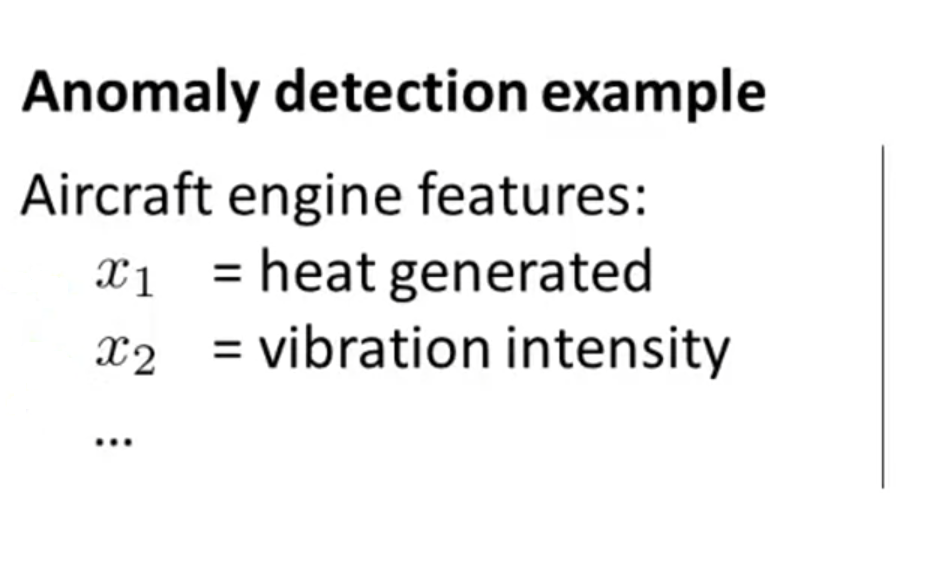 Anomaly detection example
Aircraft engine features:
x₁ = heat generated
x₂ = vibration intensity
...